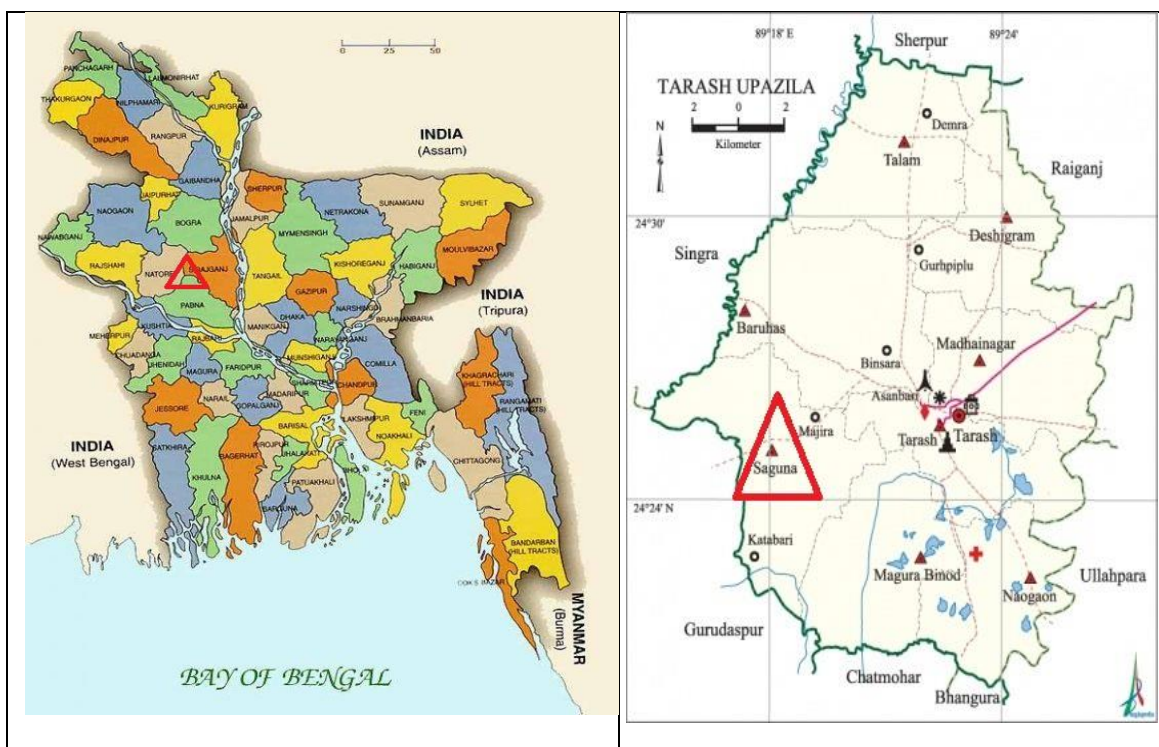 0 25 50
PANCHAGARH
LALMONIRHAT
THAKURGAON
NILPHAMARI
KURIGRAM
RANGPUR
DINAJPUR
INDIA
(Assam)
GAIBANDHA
SHERPUR
JAIPURHAT
NAOGAON
JAMALPUR
NETRAKONA
SUNAMGANJ
SYLHET
BOGRA
MYMENSINGH
NAWABGANJ
MOULVIBAZAR
RAJSHAHI
NATORE
SIRAJGANJ
TANGAIL
KISHOREGANJ
HABIGANJ
GAZIPUR
PABNA
INDIA
(Tripura)
NARSHINGDI
DHAKA
BRAHMANBARIA
MEHERPUR
KUSHTIA
MANIKGANJ
RAJBARI
NARAYANGANJ
CHUADANGA
MUNSHIGANJ
COMILLA
JHENIDAH
MAGURA
FARIDPUR
KHAGRACHARI
(HILL TRACTS)
CHANDPUR
MADARIPUR
RANGAMATI
(HILL TRACTS)
NARAIL
GOPALGANJ
JESSORE
LAKSHMIPUR
FENI
BARISAL
NOAKHALI
INDIA
(West Bengal)
SATKHIRA
BAGERHAT
PIROJPUR
JHALAKATI
KHULNA
BHOLA
CHITTAGONG
PATUAKHALI
BARGUNA
BANDARBAN
(HILL TRACTS)
COX'S BAZAR
MYANMAR
(Burma)
BAY OF BENGAL
89°18' E 89°24'
Sherpur
TARASH UPAZILA
2 0 2
Kilometer
N
Demra
Talam
Raiganj
24°30'
Deshigram
Singra
Gurhpiplu
Baruhas
Binsara
Madhainagar
Asanbari
Majira
Tarash
Tarash
Saguna
24°24' N
Katabari
Magura Binod
Naogaon
Ullahpara
Gurudaspur
Chatmohar
Bhangura